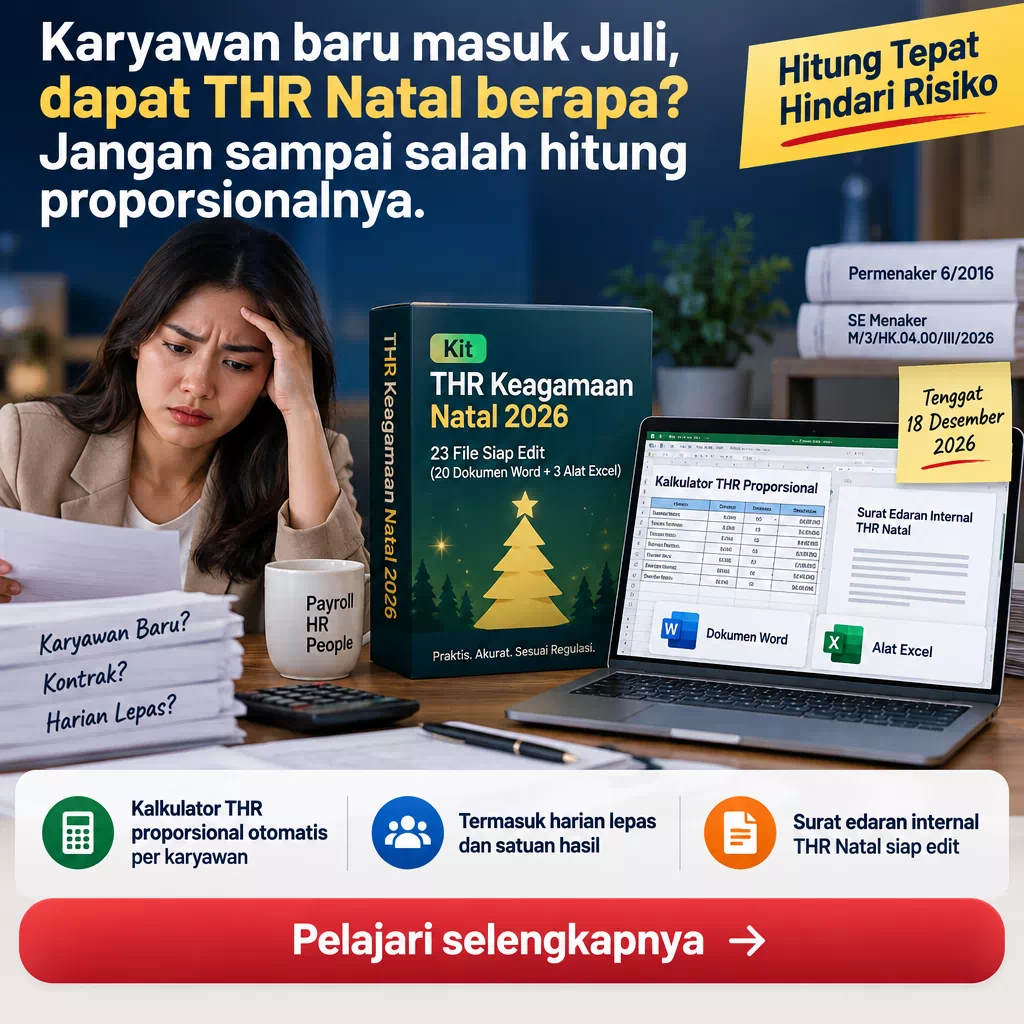 Karyawan baru masuk Juli,
dapat THR Natal berapa?
Jangan sampai salah hitung
proporsionalnya.
Hitung Tepat
Hindari Risiko
Permenaker 6/2016
SE Menaker
M/3/HK.04.00/III/2026
Tenggat
18 Desember
2026
THR Keagamaan Natal 2026
Kit
THR Keagamaan
Natal 2026
23 File Siap Edit
(20 Dokumen Word + 3 Alat Excel)
Praktis. Akurat. Sesuai Regulasi.
Kalkulator THR Proporsional
Surat Edaran Internal
THR Natal
W
Dokumen Word
X
Alat Excel
Payroll
HR
People
Karyawan Baru?
Kontrak?
Harian Lepas?
Kalkulator THR
proporsional otomatis
per karyawan
Termasuk harian lepas
dan satuan hasil
Surat edaran internal
THR Natal siap edit
Pelajari selengkapnya →